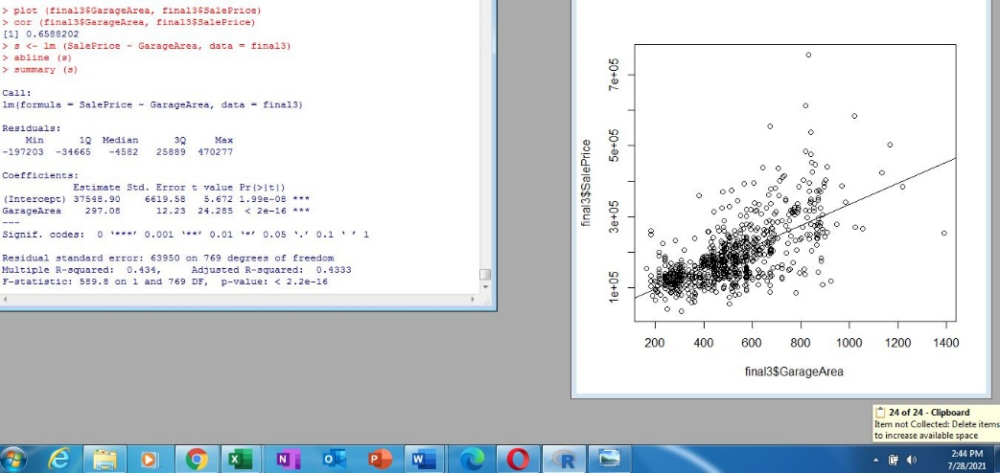 > plot (final3$GarageArea, final3$SalePrice)
> cor (final3$GarageArea, final3$SalePrice)
[1] 0.6588202
> s <- lm (SalePrice ~ GarageArea, data = final3)
> abline (s)
> summary (s)
Call:
lm(formula = SalePrice ~ GarageArea, data = final3)
Residuals:
Min 1Q Median 3Q Max
-197203 -34665 -4582 25889 470277
Coefficients:
Estimate Std. Error t value Pr(>|t|)
(Intercept) 37548.90 6619.58 5.672 1.99e-08 ***
GarageArea 297.08 12.23 24.285 < 2e-16 ***
---
Signif. codes: 0 ‘***’ 0.001 ‘**’ 0.01 ‘*’ 0.05 ‘.’ 0.1 ‘ ’ 1
Residual standard error: 63950 on 769 degrees of freedom
Multiple R-squared: 0.434, Adjusted R-squared: 0.4333
F-statistic: 589.8 on 1 and 769 DF, p-value: < 2.2e-16
final3$SalePrice
7e+05
5e+05
3e+05
1e+05
200 400 600 800 1000 1200 1400
final3$GarageArea
24 of 24 - Clipboard
Item not Collected: Delete items
to increase available space
X N O P W R
2:44 PM
7/28/2021